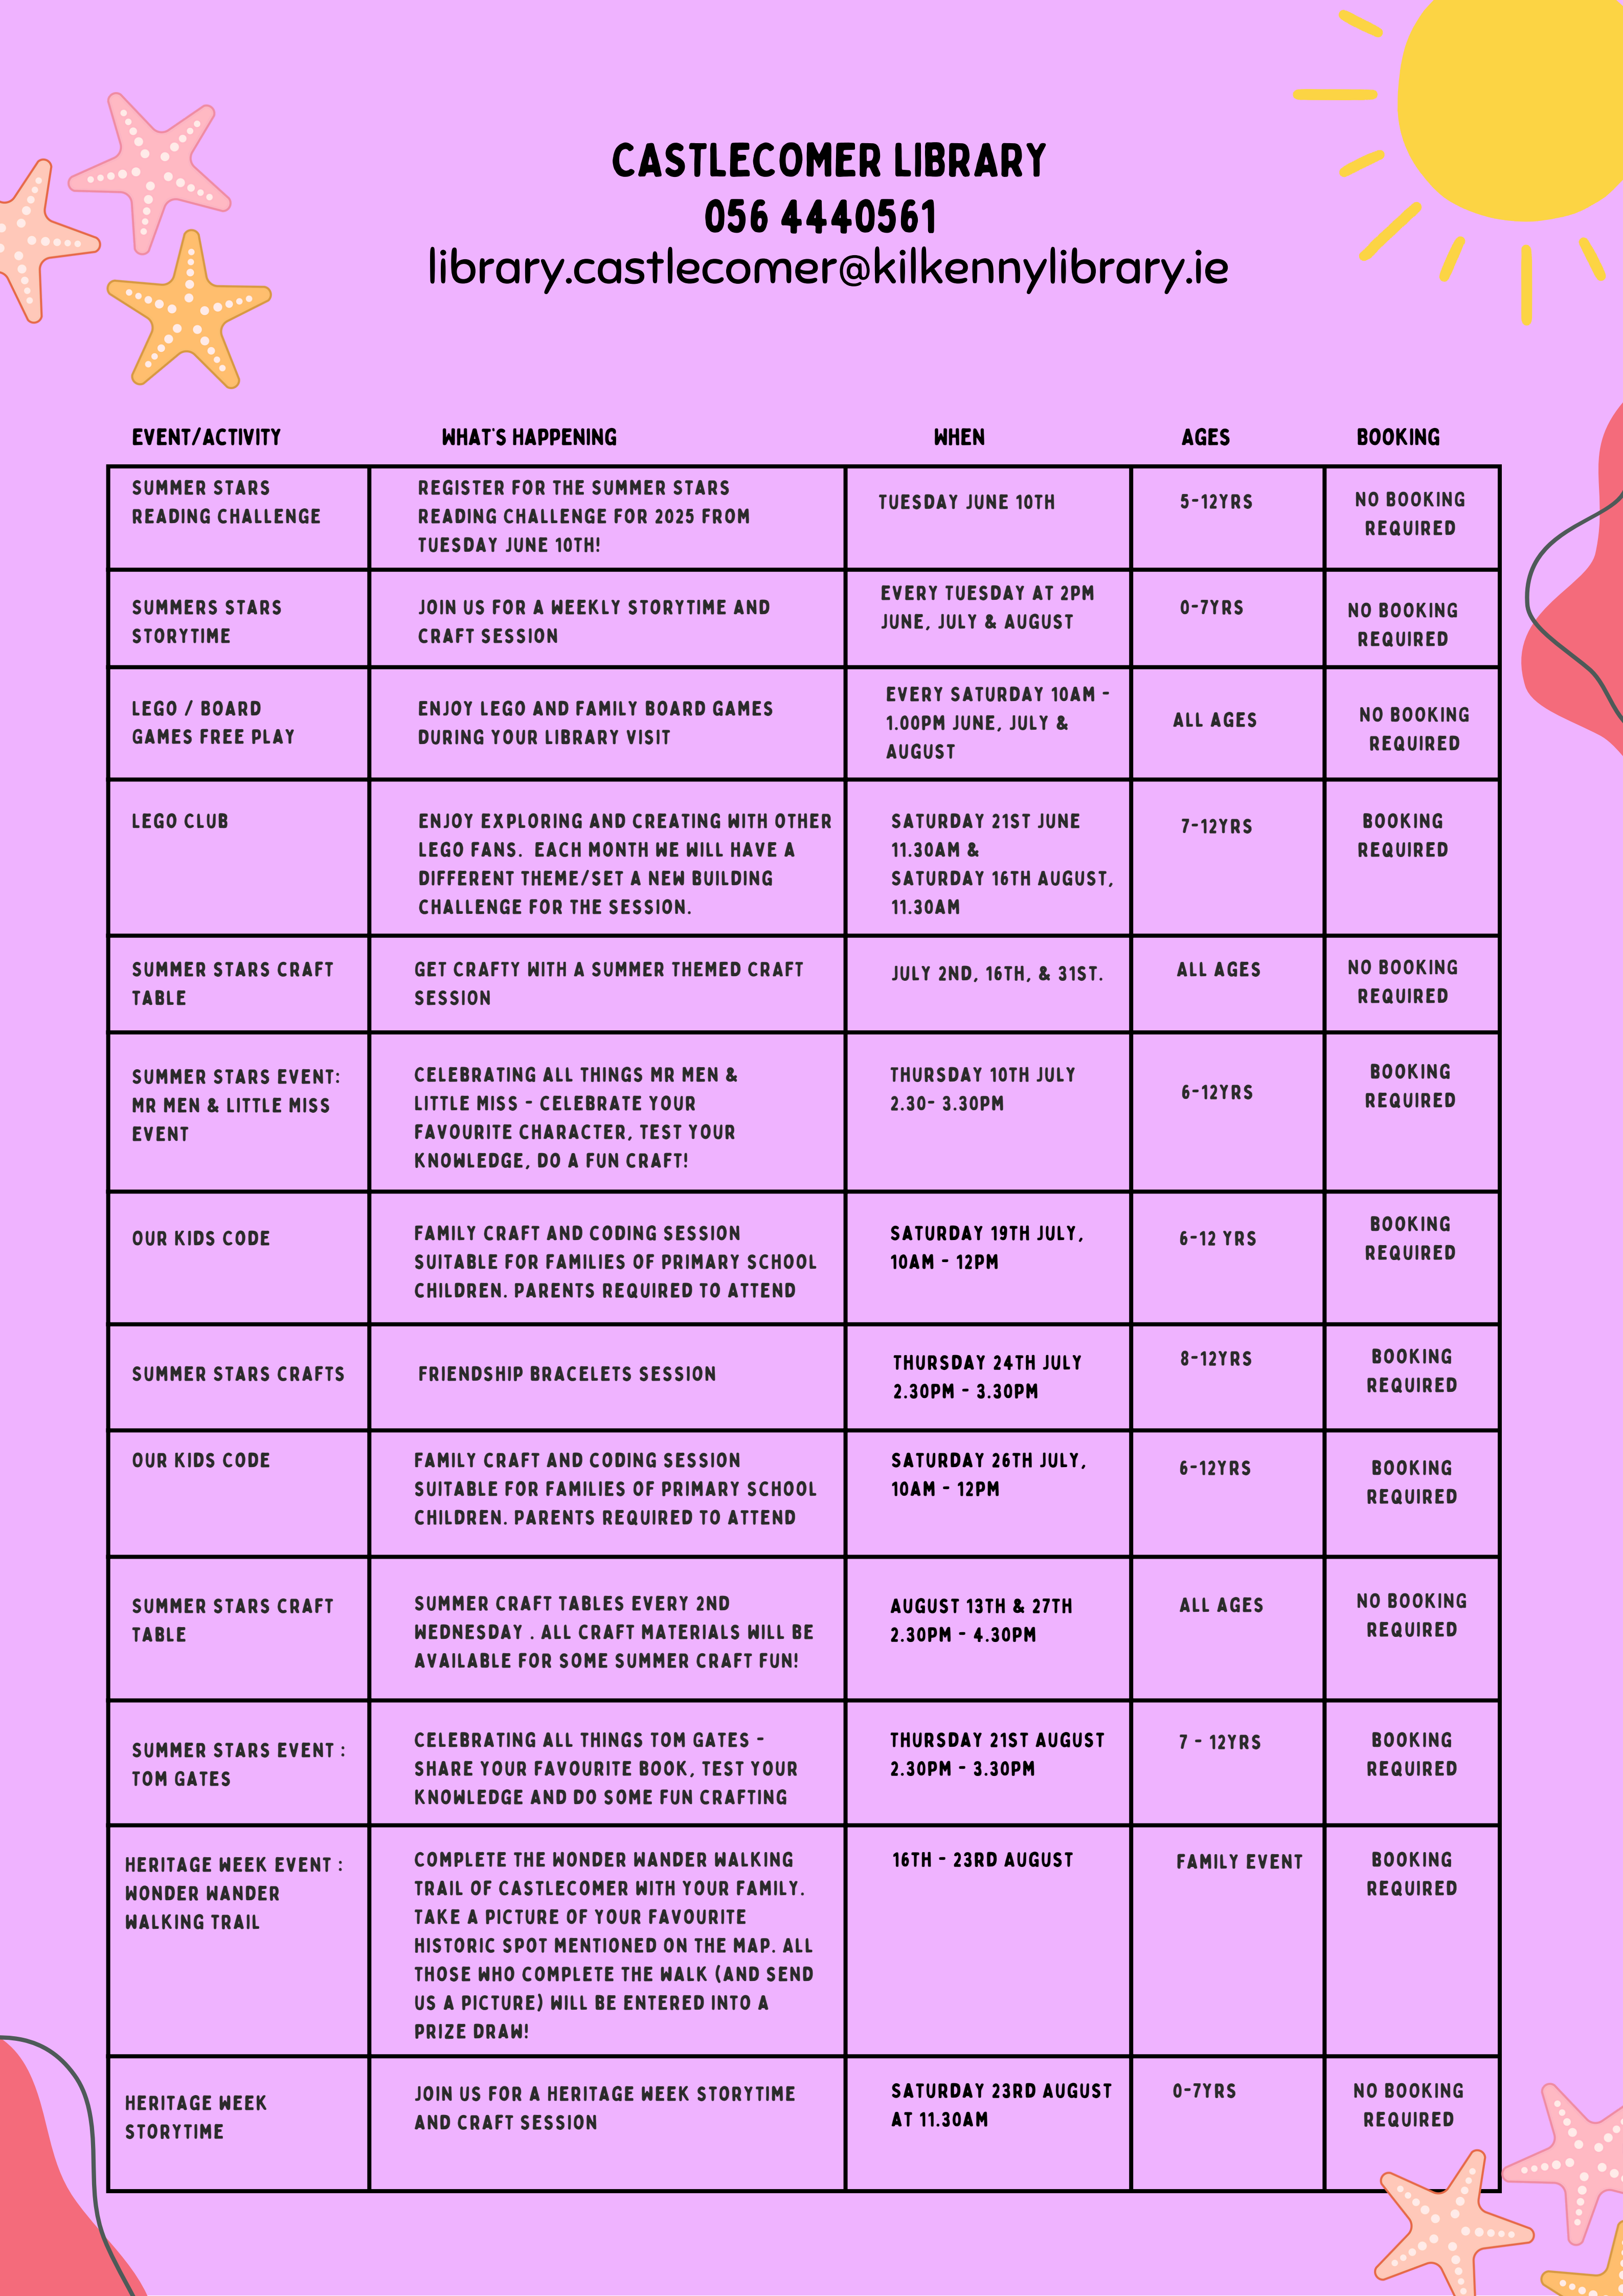 CASTLECOMER LIBRARY
056 4440561
library.castlecomer@kilkennylibrary.ie
EVENT/ACTIVITY
WHAT'S HAPPENING
WHEN
AGES
BOOKING
SUMMER STARS
READING CHALLENGE
REGISTER FOR THE SUMMER STARS
READING CHALLENGE FOR 2025 FROM
TUESDAY JUNE 10TH!
TUESDAY JUNE 10TH
5-12YRS
NO BOOKING
REQUIRED
SUMMERS STARS
STORYTIME
JOIN US FOR A WEEKLY STORYTIME AND
CRAFT SESSION
EVERY TUESDAY AT 2PM
JUNE, JULY & AUGUST
0-7YRS
NO BOOKING
REQUIRED
LEGO / BOARD
GAMES FREE PLAY
ENJOY LEGO AND FAMILY BOARD GAMES
DURING YOUR LIBRARY VISIT
EVERY SATURDAY 10AM -
1.00PM JUNE, JULY &
AUGUST
ALL AGES
NO BOOKING
REQUIRED
LEGO CLUB
ENJOY EXPLORING AND CREATING WITH OTHER
LEGO FANS. EACH MONTH WE WILL HAVE A
DIFFERENT THEME/SET A NEW BUILDING
CHALLENGE FOR THE SESSION.
SATURDAY 21ST JUNE
11.30AM &
SATURDAY 16TH AUGUST,
11.30AM
7-12YRS
BOOKING
REQUIRED
SUMMER STARS CRAFT
TABLE
GET CRAFTY WITH A SUMMER THEMED CRAFT
SESSION
JULY 2ND, 16TH, & 31ST.
ALL AGES
NO BOOKING
REQUIRED
SUMMER STARS EVENT:
MR MEN & LITTLE MISS
EVENT
CELEBRATING ALL THINGS MR MEN &
LITTLE MISS - CELEBRATE YOUR
FAVOURITE CHARACTER, TEST YOUR
KNOWLEDGE, DO A FUN CRAFT!
THURSDAY 10TH JULY
2.30- 3.30PM
6-12YRS
BOOKING
REQUIRED
OUR KIDS CODE
FAMILY CRAFT AND CODING SESSION
SUITABLE FOR FAMILIES OF PRIMARY SCHOOL
CHILDREN. PARENTS REQUIRED TO ATTEND
SATURDAY 19TH JULY,
10AM - 12PM
6-12 YRS
BOOKING
REQUIRED
SUMMER STARS CRAFTS
FRIENDSHIP BRACELETS SESSION
THURSDAY 24TH JULY
2.30PM - 3.30PM
8-12YRS
BOOKING
REQUIRED
OUR KIDS CODE
FAMILY CRAFT AND CODING SESSION
SUITABLE FOR FAMILIES OF PRIMARY SCHOOL
CHILDREN. PARENTS REQUIRED TO ATTEND
SATURDAY 26TH JULY,
10AM - 12PM
6-12YRS
BOOKING
REQUIRED
SUMMER STARS CRAFT
TABLE
SUMMER CRAFT TABLES EVERY 2ND
WEDNESDAY . ALL CRAFT MATERIALS WILL BE
AVAILABLE FOR SOME SUMMER CRAFT FUN!
AUGUST 13TH & 27TH
2.30PM - 4.30PM
ALL AGES
NO BOOKING
REQUIRED
SUMMER STARS EVENT :
TOM GATES
CELEBRATING ALL THINGS TOM GATES -
SHARE YOUR FAVOURITE BOOK, TEST YOUR
KNOWLEDGE AND DO SOME FUN CRAFTING
THURSDAY 21ST AUGUST
2.30PM - 3.30PM
7 - 12YRS
BOOKING
REQUIRED
HERITAGE WEEK EVENT :
WONDER WANDER
WALKING TRAIL
COMPLETE THE WONDER WANDER WALKING
TRAIL OF CASTLECOMER WITH YOUR FAMILY.
TAKE A PICTURE OF YOUR FAVOURITE
HISTORIC SPOT MENTIONED ON THE MAP. ALL
THOSE WHO COMPLETE THE WALK (AND SEND
US A PICTURE) WILL BE ENTERED INTO A
PRIZE DRAW!
16TH - 23RD AUGUST
FAMILY EVENT
BOOKING
REQUIRED
HERITAGE WEEK
STORYTIME
JOIN US FOR A HERITAGE WEEK STORYTIME
AND CRAFT SESSION
SATURDAY 23RD AUGUST
AT 11.30AM
0-7YRS
NO BOOKING
REQUIRED